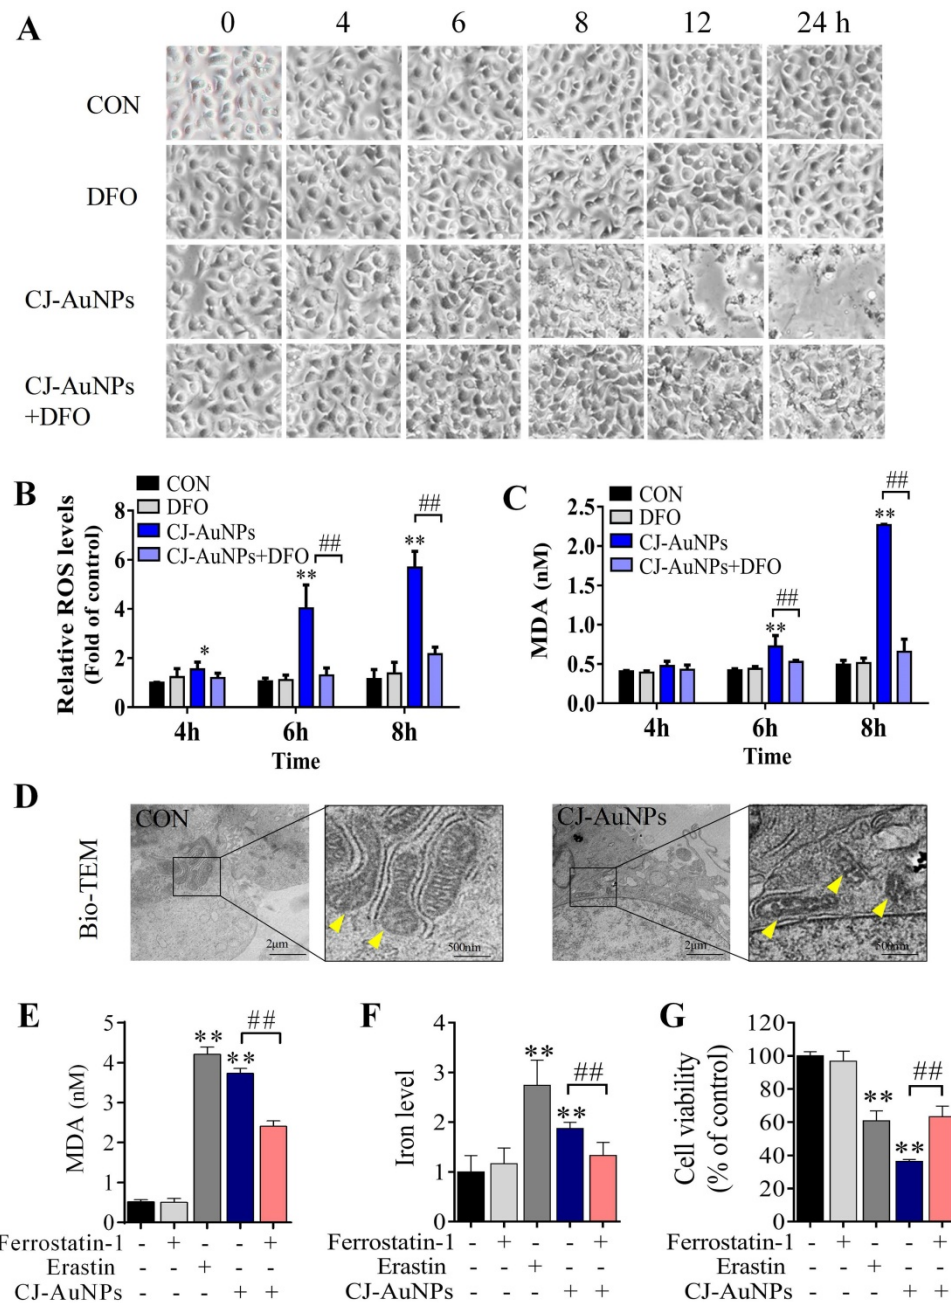 A
0 4 6 8 12 24 h
CON
DFO
CJ-AuNPs
CJ-AuNPs
+DFO
B
CON
DFO
CJ-AuNPs
CJ-AuNPs+DFO
Relative ROS levels
(Fold of control)
8
6
4
2
0
*
**
##
**
##
4h 6h 8h
Time
C
CON
DFO
CJ-AuNPs
CJ-AuNPs+DFO
MDA (nM)
2.5
2.0
1.5
1.0
0.5
0.0
**
##
**
##
4h 6h 8h
Time
D
Bio-TEM
CON
2μm
500nm
CJ-AuNPs
2μm
500nm
E
MDA (nM)
5
4
3
2
1
0
**
**
##
Ferrostatin-1 - + - - +
Erastin - - + - -
CJ-AuNPs - - - + +
F
Iron level
4
3
2
1
0
**
**
##
- + - - +
- - + - -
- - - + +
CJ-AuNPs
Ferrostatin-1
Erastin
G
Cell viability
(% of control)
120
100
80
60
40
20
0
**
**
##
Ferrostatin-1 - + - - +
Erastin - - + - -
CJ-AuNPs - - - + +